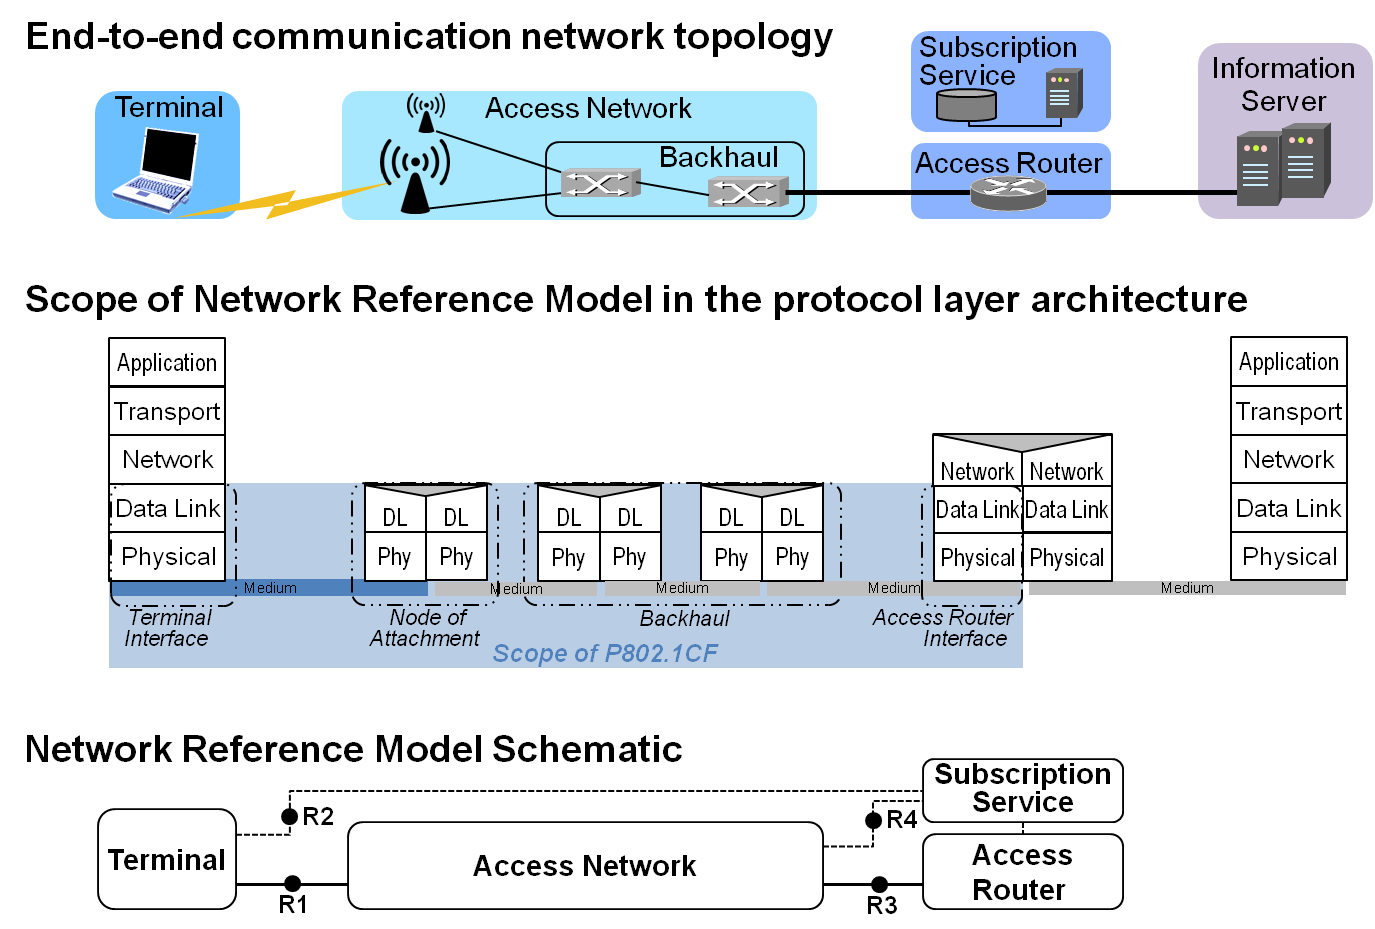 End-to-end communication network topology
Terminal
Access Network
Backhaul
Subscription
Service
Access Router
Information
Server
Scope of Network Reference Model in the protocol layer architecture
Application
Transport
Network
Data Link
Physical
DL
DL
Phy
Phy
DL
DL
Phy
Phy
DL
DL
Phy
Phy
Network
Network
Data Link
Data Link
Physical
Physical
Application
Transport
Network
Data Link
Physical
Medium
Medium
Medium
Medium
Medium
Terminal
Interface
Node of
Attachment
Backhaul
Access Router
Interface
Scope of P802.1CF
Network Reference Model Schematic
Terminal
R2
R1
Access Network
R4
R3
Subscription
Service
Access
Router